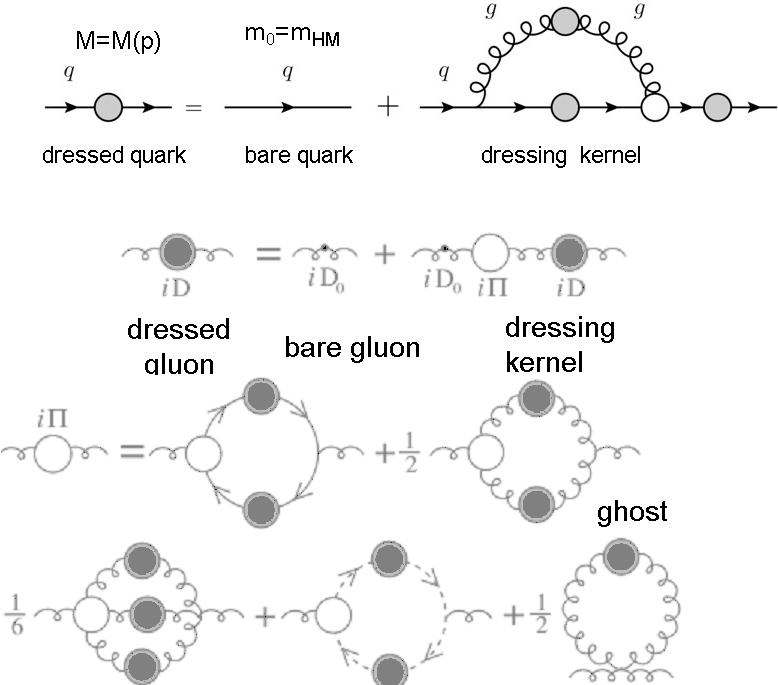 g g
M=M(p) m₀=m_HM
q q q
= +
dressed quark bare quark dressing kernel
= +
iD iD₀ iD₀ iΠ iD
dressed bare gluon dressing
gluon kernel
iΠ
= + 1/2
ghost
1/6 + + 1/2